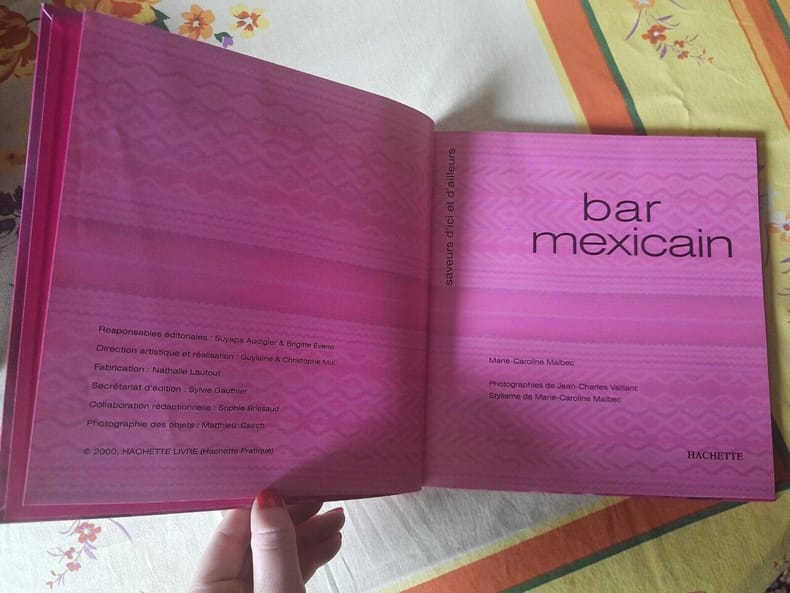 Responsables éditoriales : Suyapa Audigier & Brigitte Éveno
Direction artistique et réalisation : Guylaine & Christophe Moi
Fabrication : Nathalie Lautout
Secrétariat d'édition : Sylvie Gauthier
Collaboration rédactionnelle : Sophie Brissaud
Photographie des objets : Matthieu Csech
© 2000, HACHETTE LIVRE (Hachette Pratique)
saveurs d'ici et d'ailleurs
bar
mexicain
Marie-Caroline Malbec
Photographies de Jean-Charles Vaillant
Stylisme de Marie-Caroline Malbec
HACHETTE